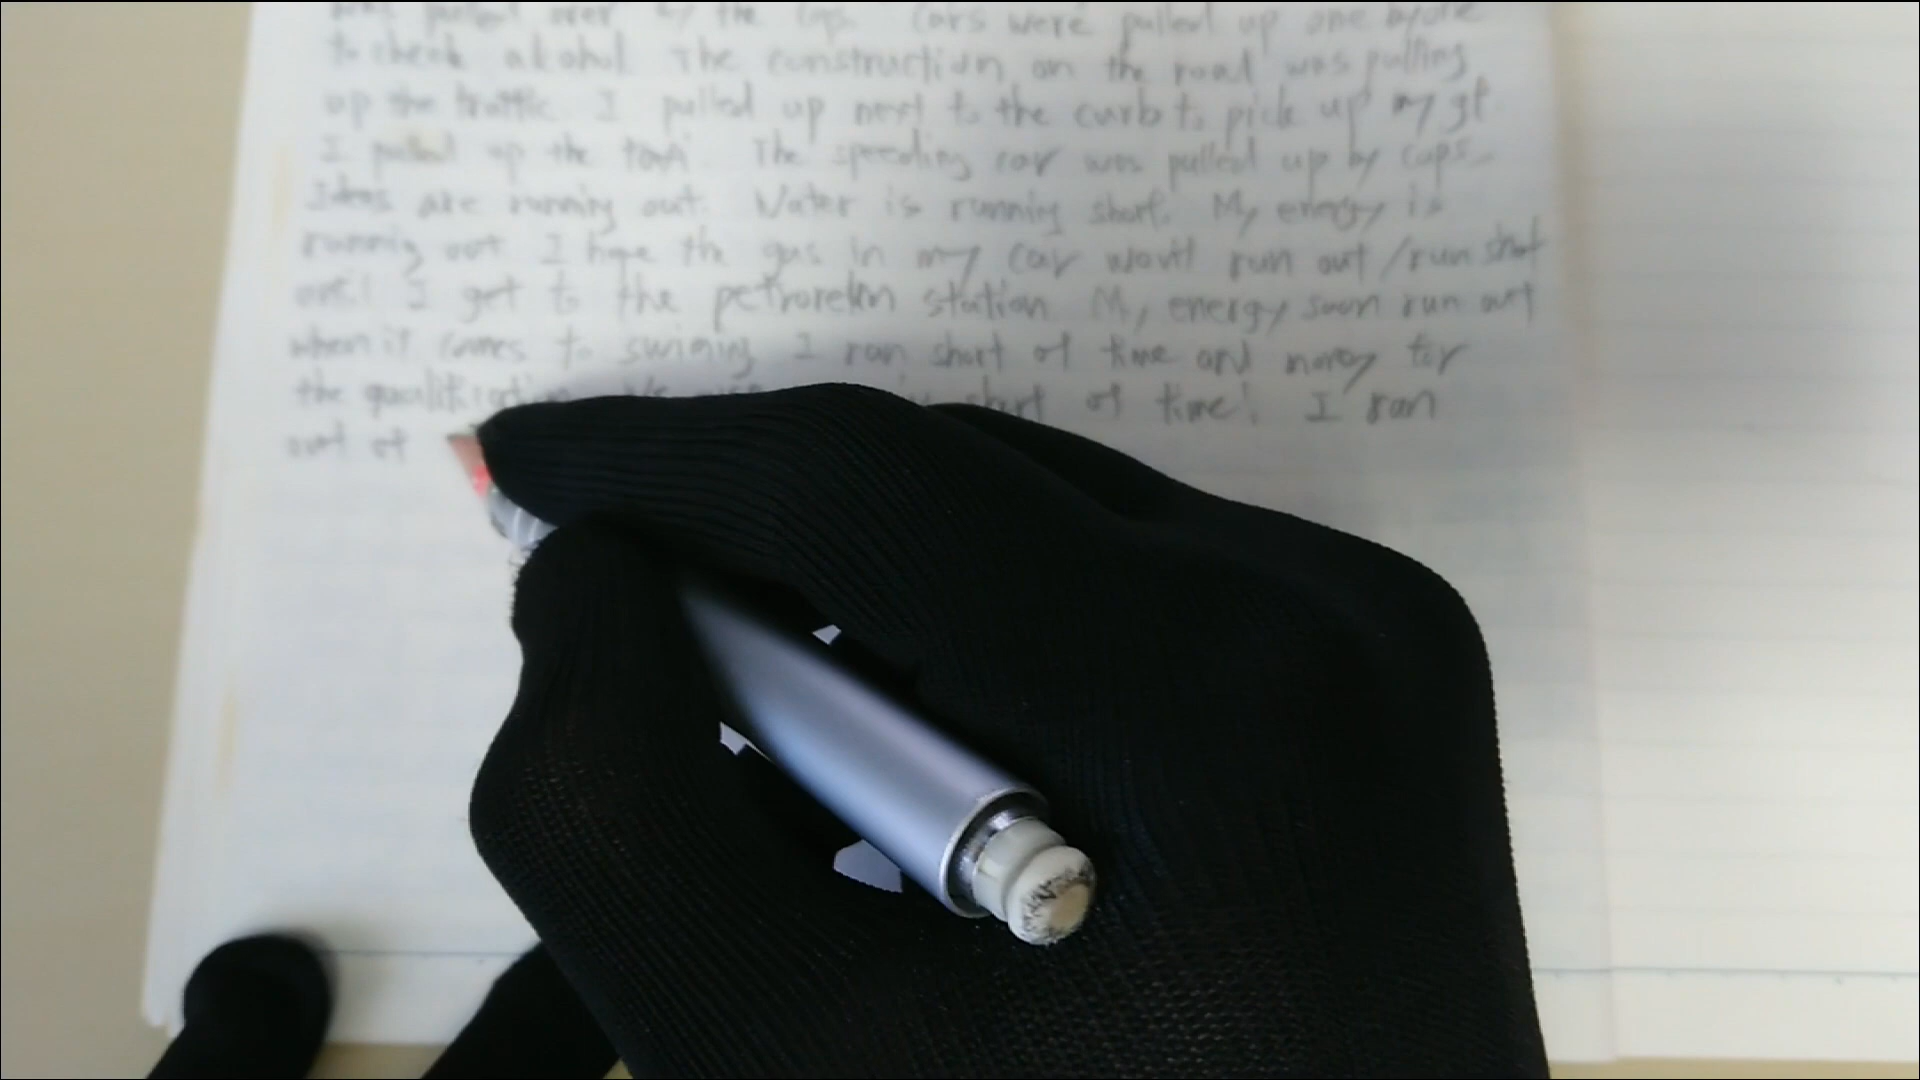 was pulled over by the cops. Cars were pulled up one by one
to check alcohol The construction on the road was pulling
up the traffic. I pulled up next to the curb to pick up my gf.
I pulled up the taxi. The speeding car was pulled up by cops.
Ideas are running out. Water is running short. My energy is
running out I hope the gas in my car won't run out / run short
until I get to the station My energy soon run out
when it comes to swiming I ran short of time and money for
the qualification short of time! I ran
out of